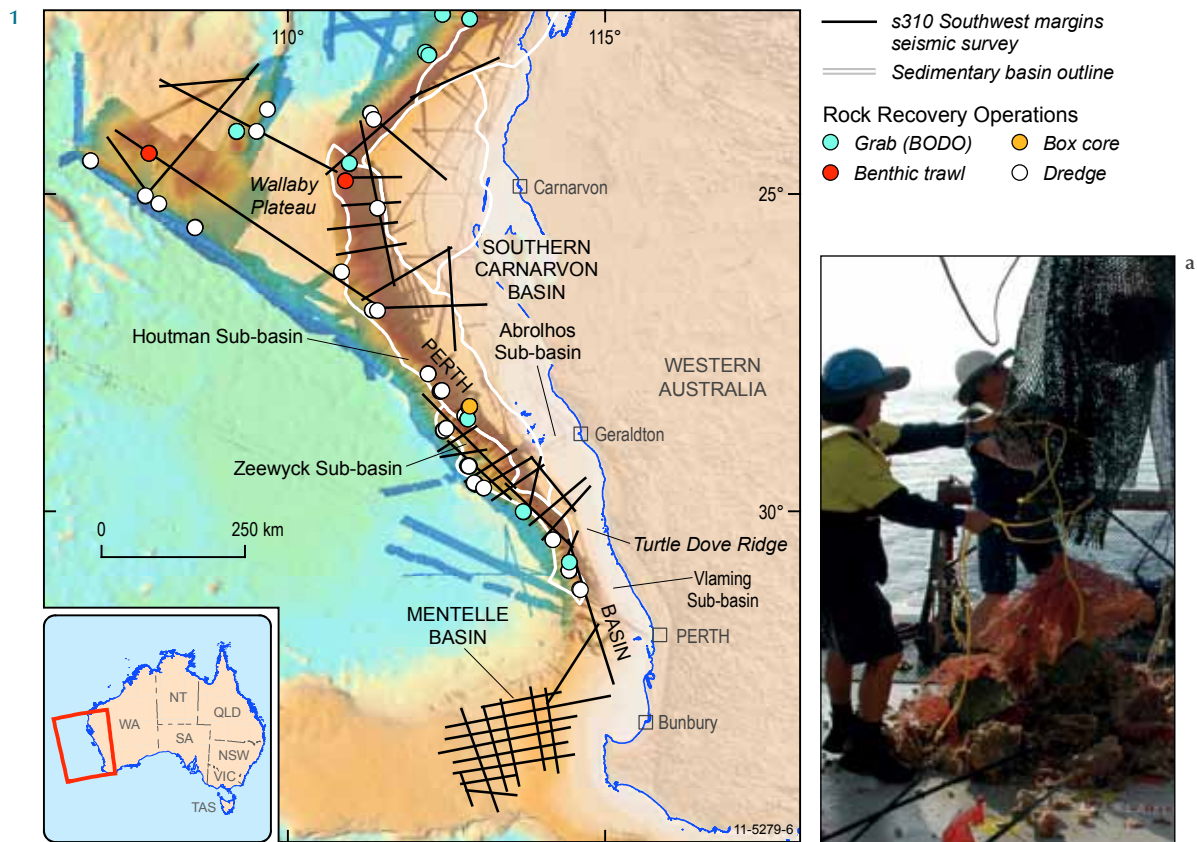 1
110°
115°
s310 Southwest margins
seismic survey
Sedimentary basin outline
Rock Recovery Operations
Grab (BODO)
Box core
Benthic trawl
Dredge
a
Wallaby
Plateau
Carnarvon
25°
SOUTHERN
CARNARVON
BASIN
Houtman Sub-basin
Abrolhos
Sub-basin
PERTH
WESTERN
AUSTRALIA
Geraldton
Zeewyck Sub-basin
0
250 km
30°
Turtle Dove Ridge
Vlaming
Sub-basin
MENTELLE
BASIN
BASIN
PERTH
Bunbury
NT
WA
QLD
SA
NSW
VIC
TAS
11-5279-6